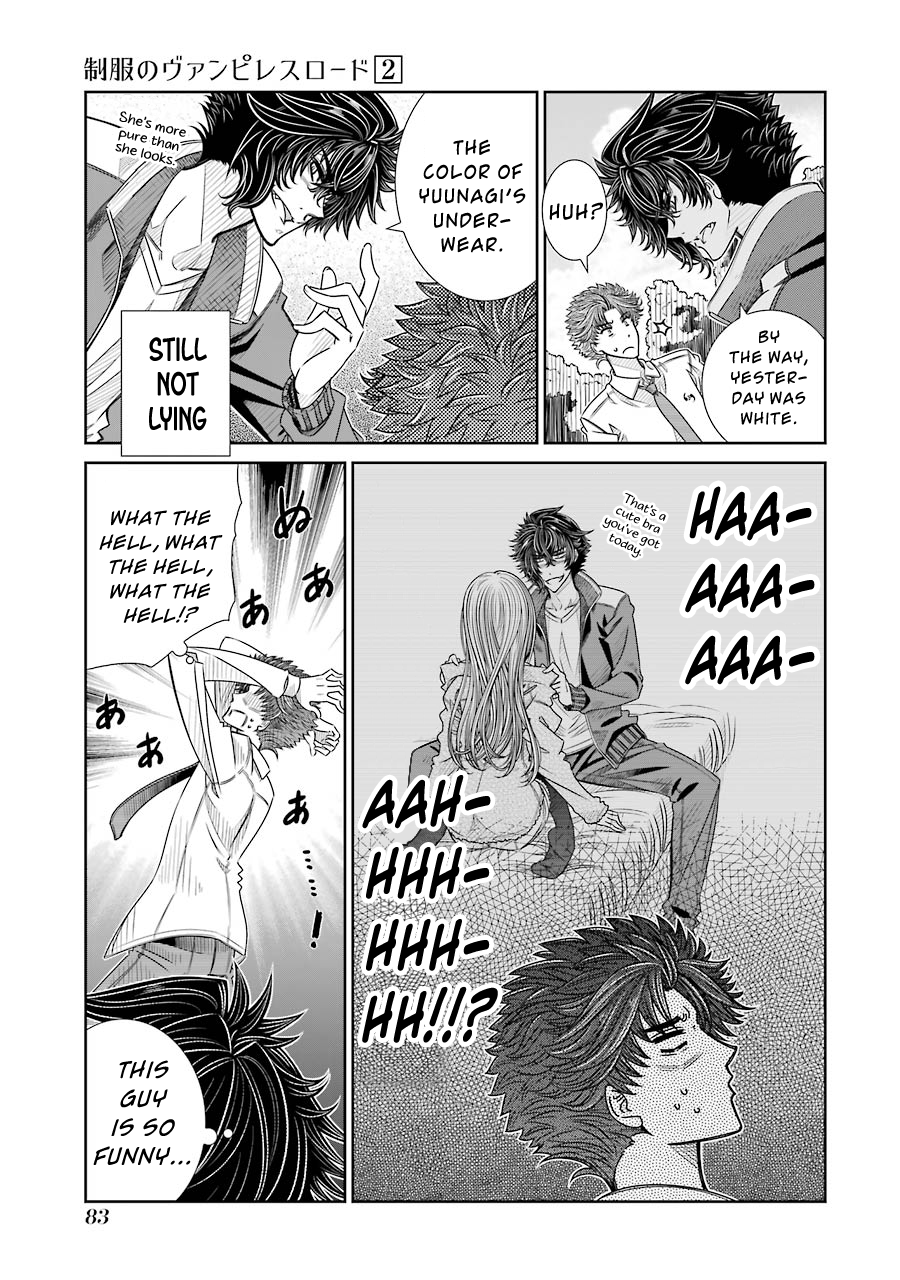 制服のヴァンピレスロード2
BY
THE WAY,
YESTER-
DAY WAS
WHITE.
HUH?
THE
COLOR OF
YUUNAGI'S
UNDER-
WEAR.
She's more
pure than
she looks.
STILL
NOT
LYING
HAA-
AAA-
AAA-
That's a
cute bra
you've got
today.
AAH-
HHH-
HHH-
HH!!?
WHAT THE
HELL, WHAT
THE HELL,
WHAT THE
HELL!?
ぬ
あ
あ
あ
あ
あ
…!
THIS
GUY
IS SO
FUNNY...
83